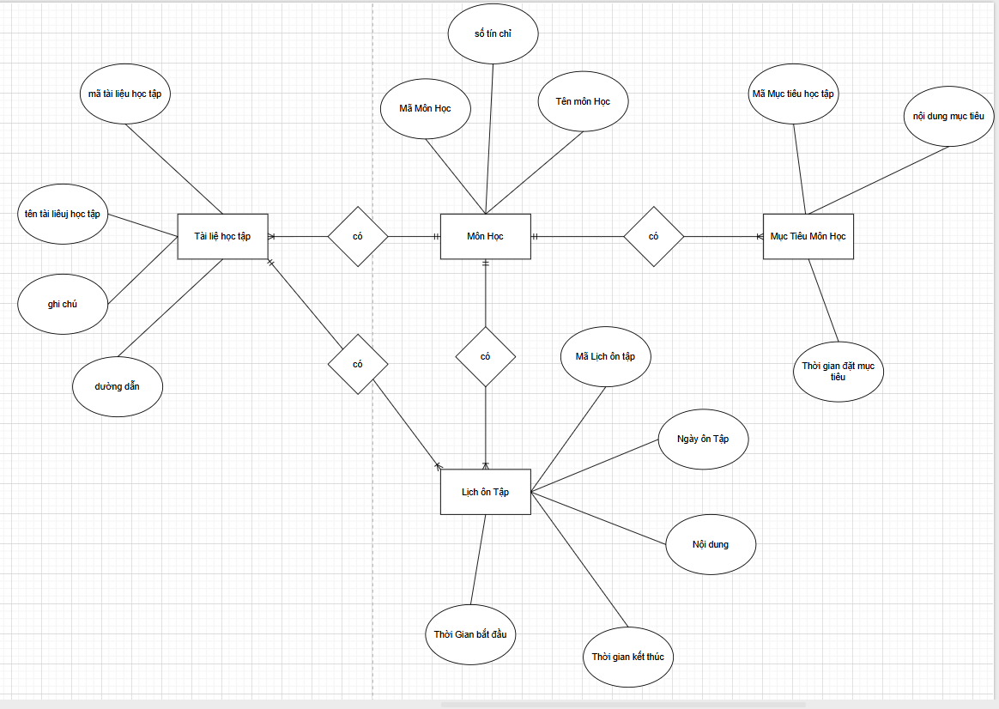 số tín chỉ
mã tài liệu học tập
Mã Môn Học
Tên môn Học
Mã Mục tiêu học tập
nội dung mục tiêu
tên tài liêuj học tập
Tài liệ học tập
có
Môn Học
có
Mục Tiêu Môn Học
ghi chú
có
có
Mã Lịch ôn tập
Thời gian đặt mục
tiêu
dường dẫn
Ngày ôn Tập
Lịch ôn Tập
Nội dung
Thời Gian bắt đầu
Thời gian kết thúc